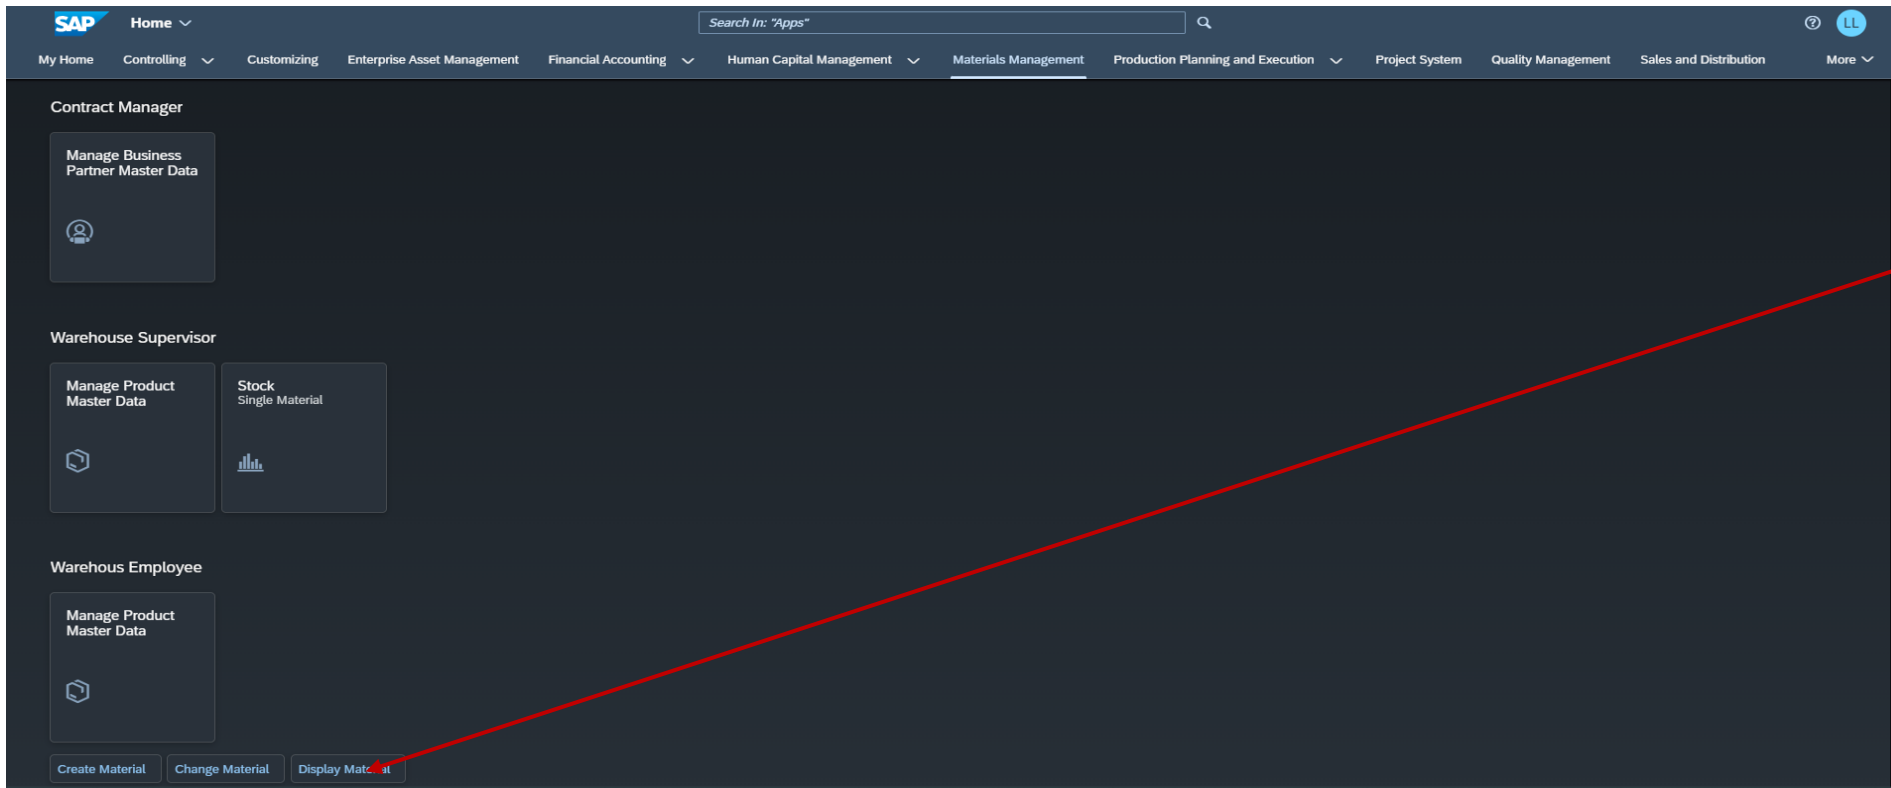 SAP Home
Search In: "Apps"
LL
My Home Controlling Customizing Enterprise Asset Management Financial Accounting Human Capital Management Materials Management Production Planning and Execution Project System Quality Management Sales and Distribution More
Contract Manager
Manage Business
Partner Master Data
Warehouse Supervisor
Manage Product
Master Data
Stock
Single Material
Warehous Employee
Manage Product
Master Data
Create Material Change Material Display Material